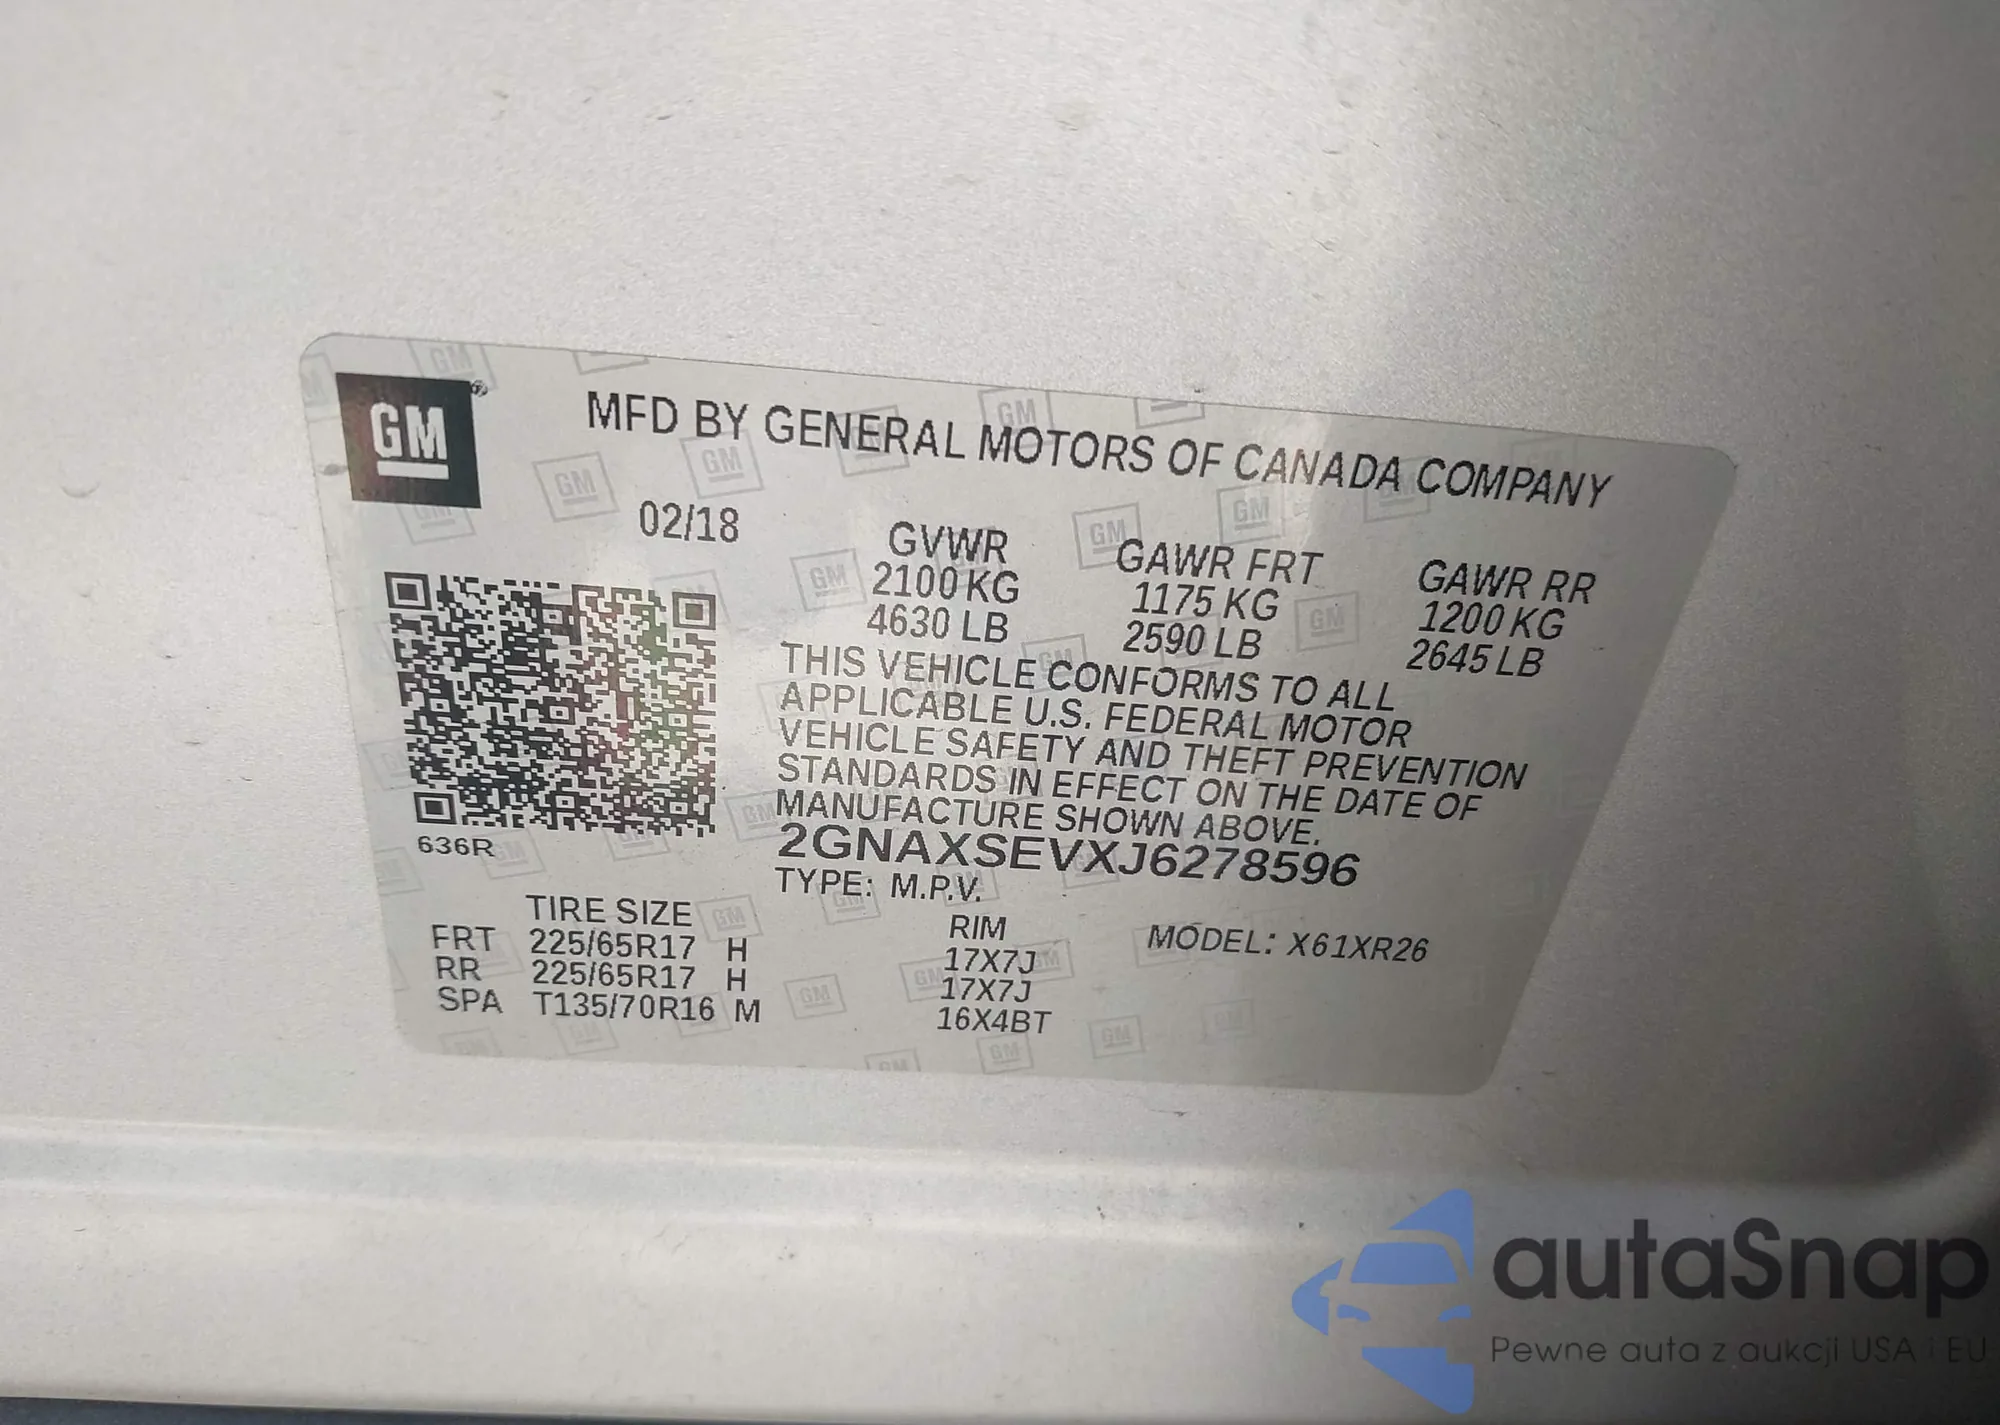 GM
MFD BY GENERAL MOTORS OF CANADA COMPANY
02/18
GVWR
2100 KG
4630 LB
GAWR FRT
1175 KG
2590 LB
GAWR RR
1200 KG
2645 LB
THIS VEHICLE CONFORMS TO ALL
APPLICABLE U.S. FEDERAL MOTOR
VEHICLE SAFETY AND THEFT PREVENTION
STANDARDS IN EFFECT ON THE DATE OF
MANUFACTURE SHOWN ABOVE.
2GNAXSEVXJ6278596
TYPE: M.P.V.
636R
TIRE SIZE RIM MODEL: X61XR26
FRT 225/65R17 H 17X7J
RR 225/65R17 H 17X7J
SPA T135/70R16 M 16X4BT
autaSnap
Pewne auta z aukcji USA i EU